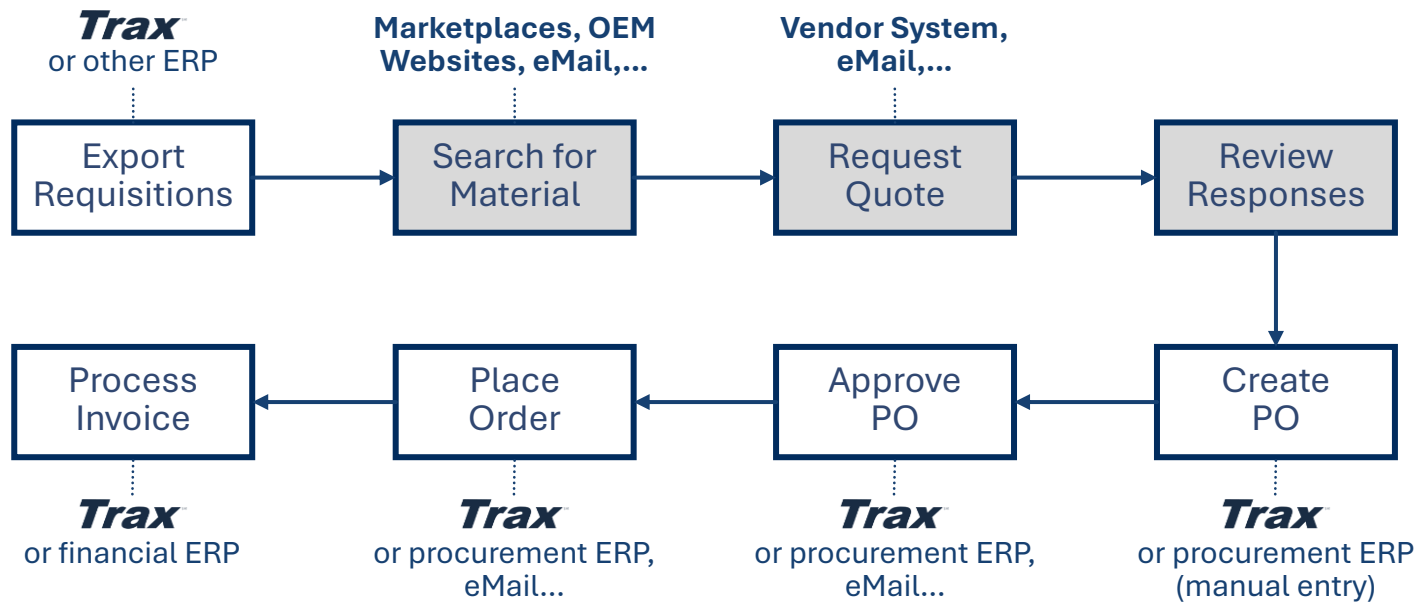 Trax
or other ERP
Marketplaces, OEM
Websites, eMail,...
Vendor System,
eMail,...
Export
Requisitions
Search for
Material
Request
Quote
Review
Responses
Process
Invoice
Place
Order
Approve
PO
Create
PO
Trax
or financial ERP
Trax
or procurement ERP,
eMail...
Trax
or procurement ERP,
eMail...
Trax
or procurement ERP
(manual entry)